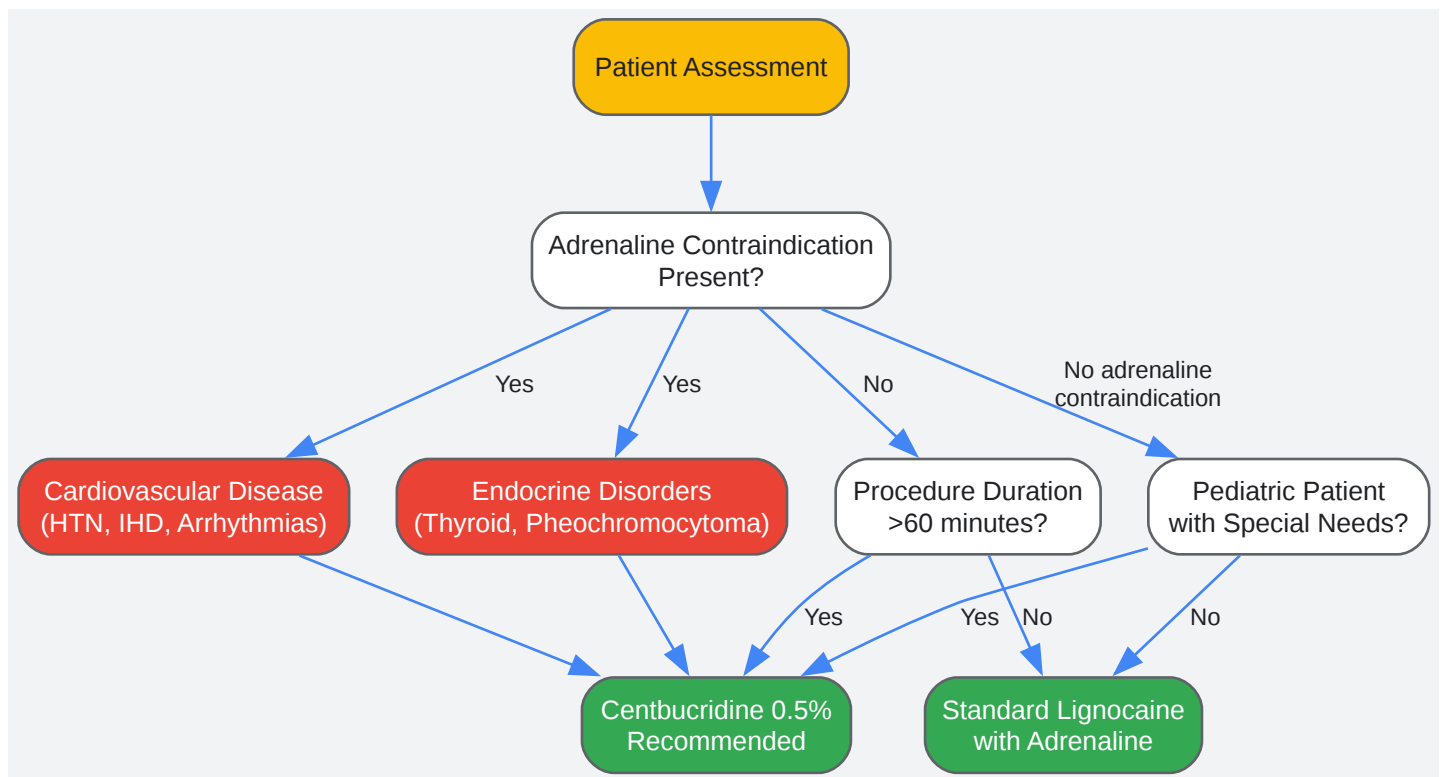 Patient Assessment
Adrenaline Contraindication
Present?
Yes
Yes
No
No adrenaline
contraindication
Cardiovascular Disease
(HTN, IHD, Arrhythmias)
Endocrine Disorders
(Thyroid, Pheochromocytoma)
Procedure Duration
>60 minutes?
Pediatric Patient
with Special Needs?
Yes
Yes
No
No
Centbucridine 0.5%
Recommended
Standard Lignocaine
with Adrenaline